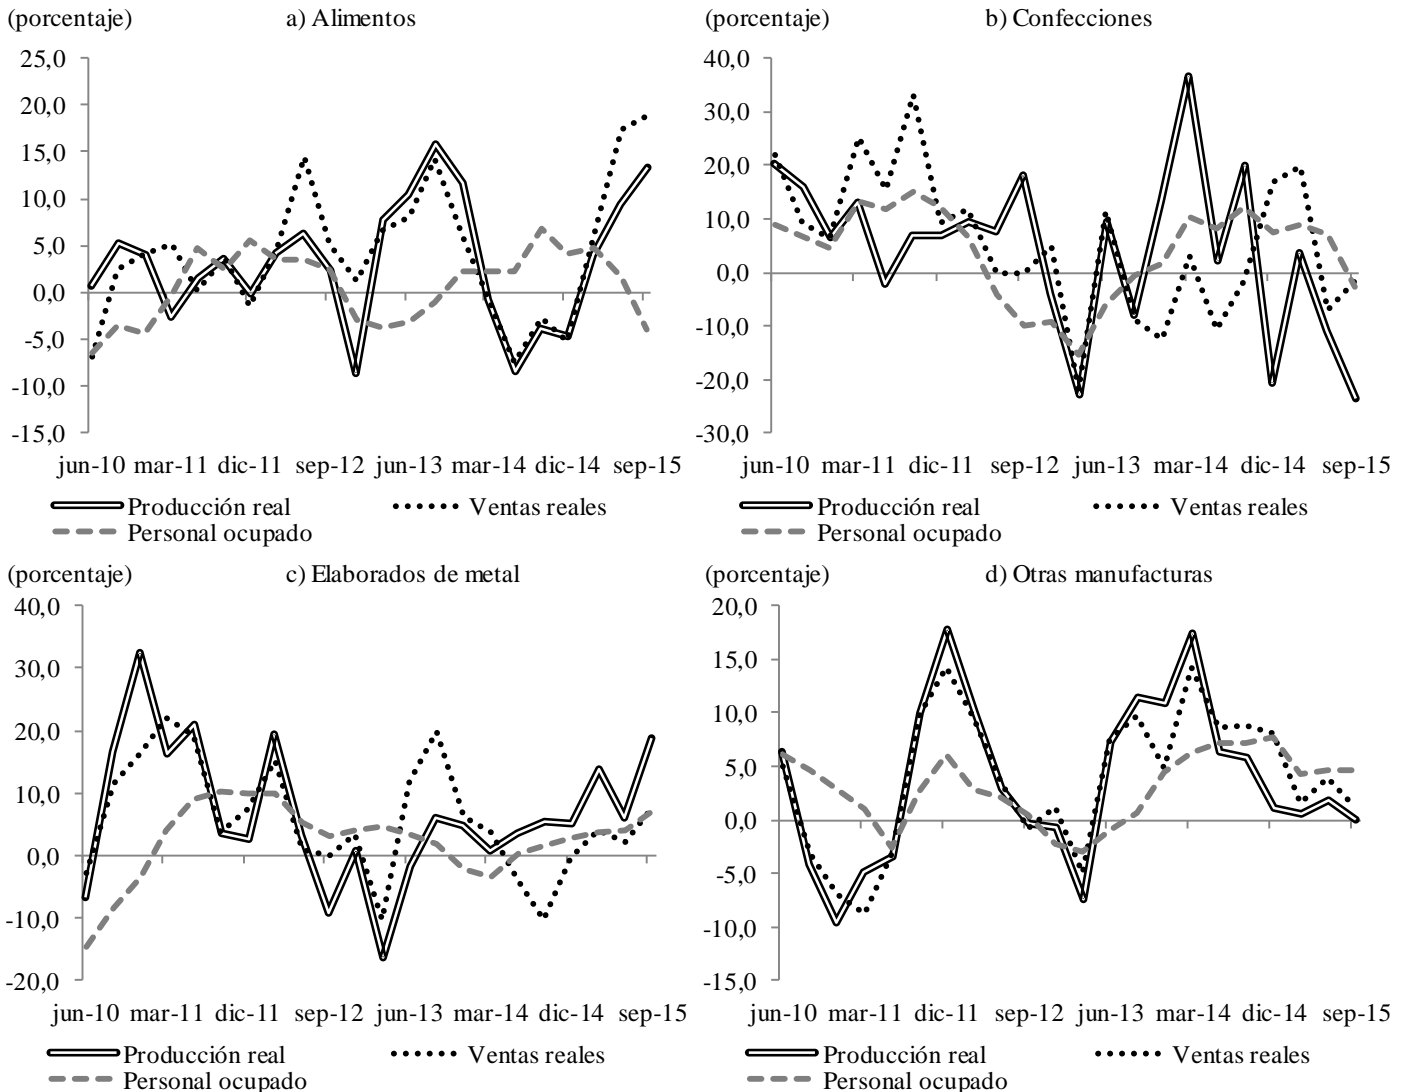 (porcentaje) a) Alimentos
25,0
20,0
15,0
10,0
5,0
0,0
-5,0
-10,0
-15,0
jun-10 mar-11 dic-11 sep-12 jun-13 mar-14 dic-14 sep-15
Producción real Ventas reales
Personal ocupado
(porcentaje) b) Confecciones
40,0
30,0
20,0
10,0
0,0
-10,0
-20,0
-30,0
jun-10 mar-11 dic-11 sep-12 jun-13 mar-14 dic-14 sep-15
Producción real Ventas reales
Personal ocupado
(porcentaje) c) Elaborados de metal
40,0
30,0
20,0
10,0
0,0
-10,0
-20,0
jun-10 mar-11 dic-11 sep-12 jun-13 mar-14 dic-14 sep-15
Producción real Ventas reales
Personal ocupado
(porcentaje) d) Otras manufacturas
20,0
15,0
10,0
5,0
0,0
-5,0
-10,0
-15,0
jun-10 mar-11 dic-11 sep-12 jun-13 mar-14 dic-14 sep-15
Producción real Ventas reales
Personal ocupado